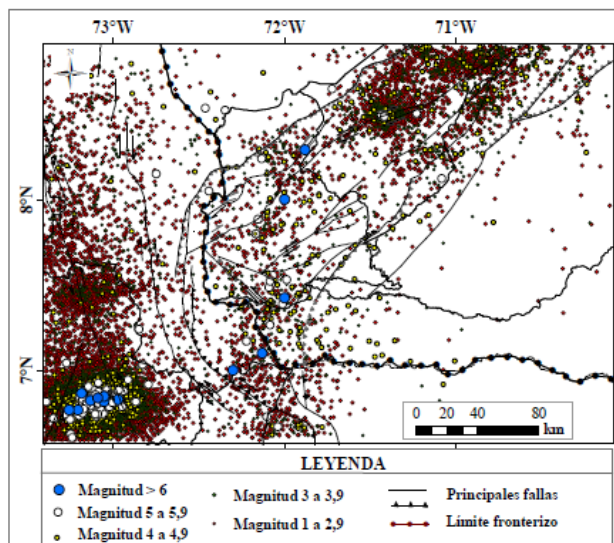 73°W 72°W 71°W
N
8°N
7°N
0 20 40 80
km
LEYENDA
Magnitud > 6
Magnitud 5 a 5,9
Magnitud 4 a 4,9
Magnitud 3 a 3,9
Magnitud 1 a 2,9
Principales fallas
Límite fronterizo